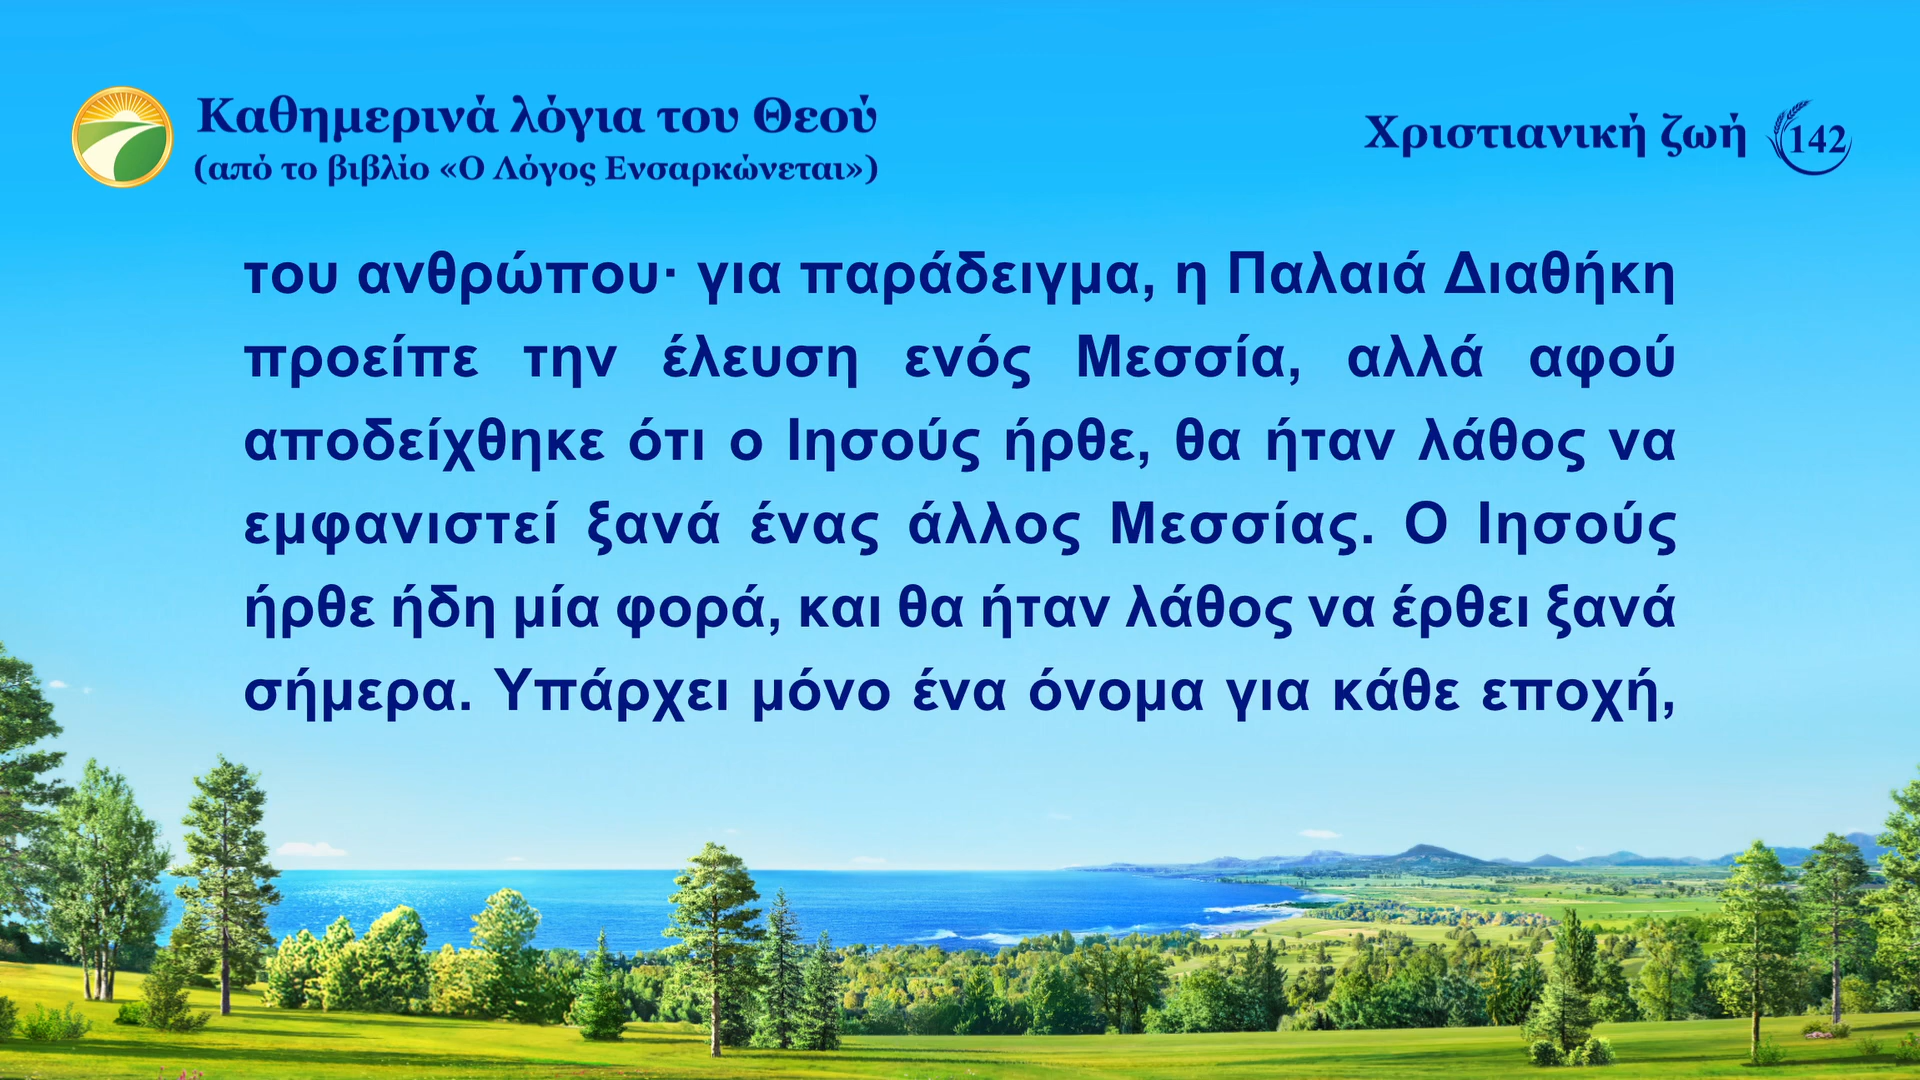 Καθημερινά λόγια του Θεού
(από το βιβλίο «Ο Λόγος Ενσαρκώνεται»)
Χριστιανική ζωή 142
του ανθρώπου· για παράδειγμα, η Παλαιά Διαθήκη
προείπε την έλευση ενός Μεσσία, αλλά αφού
αποδείχθηκε ότι ο Ιησούς ήρθε, θα ήταν λάθος να
εμφανιστεί ξανά ένας άλλος Μεσσίας. Ο Ιησούς
ήρθε ήδη μία φορά, και θα ήταν λάθος να έρθει ξανά
σήμερα. Υπάρχει μόνο ένα όνομα για κάθε εποχή,